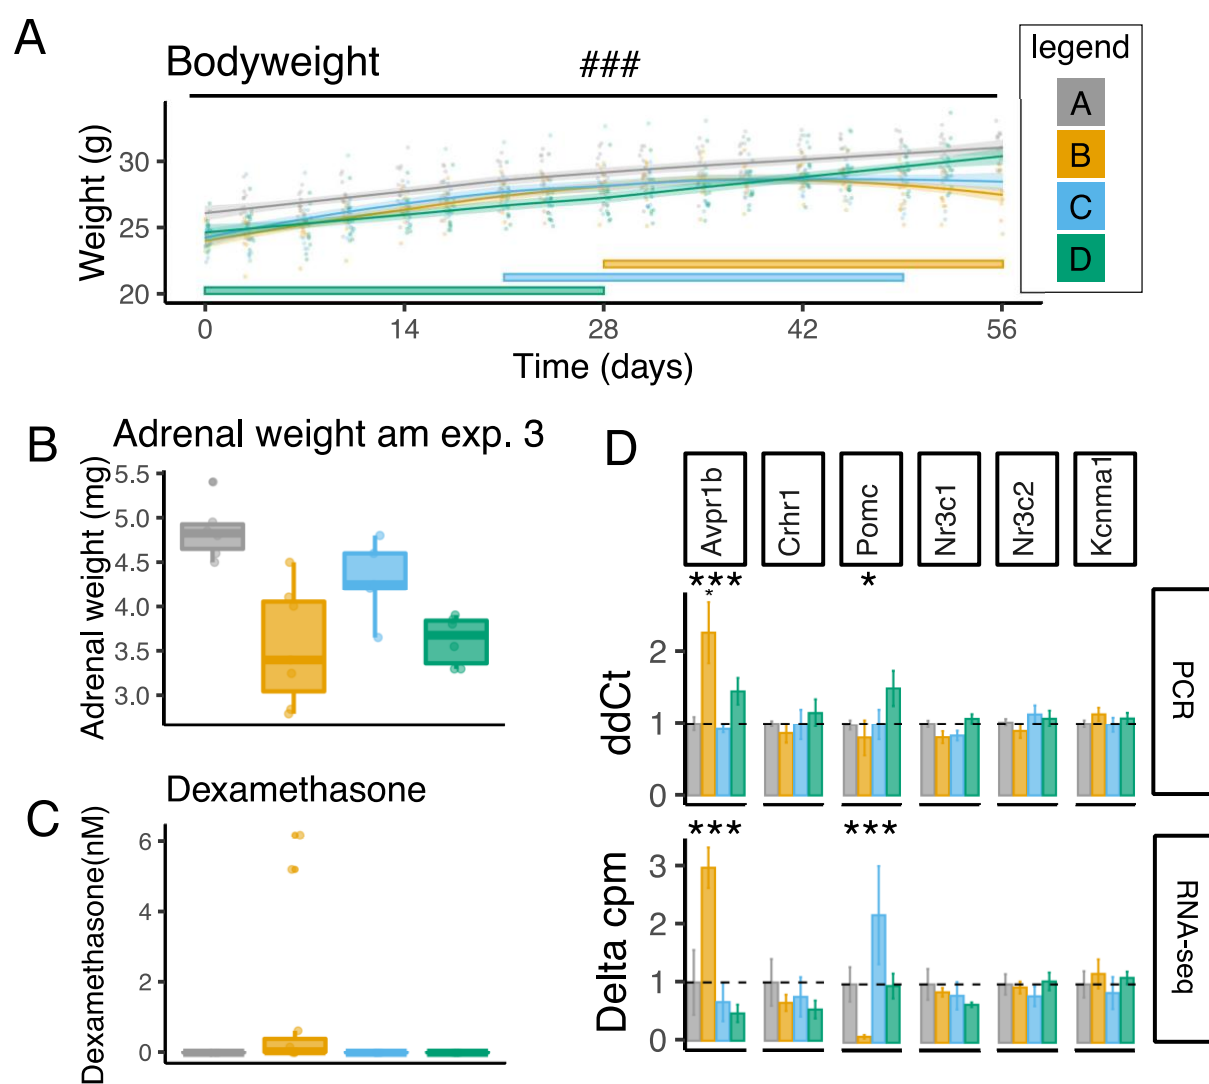 A
Bodyweight
###
legend
A
B
C
D
Weight (g)
30
25
20
0 14 28 42 56
Time (days)
B
Adrenal weight am exp. 3
Adrenal weight (mg)
5.5
5.0
4.5
4.0
3.5
3.0
C
Dexamethasone
Dexamethasone(nM)
6
4
2
0
D
Avpr1b Crhr1 Pomc Nr3c1 Nr3c2 Kcnma1
*** *
*
ddCt
2
1
0
PCR
*** ***
Delta cpm
3
2
1
0
RNA-seq